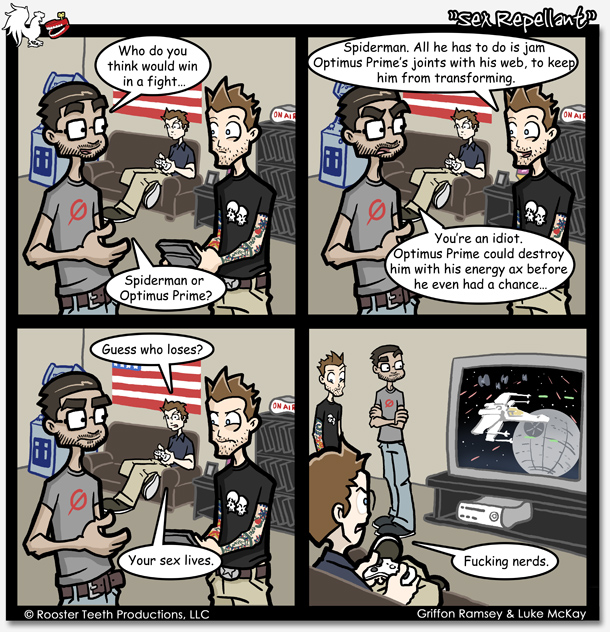 "Sex Repellant"
Who do you
think would win
in a fight...
Spiderman or
Optimus Prime?
ON AIR
Spiderman. All he has to do is jam
Optimus Prime's joints with his web, to keep
him from transforming.
You're an idiot.
Optimus Prime could destroy
him with his energy ax before
he even had a chance...
ON AIR
Guess who loses?
Your sex lives.
ON AIR
Fucking nerds.
© Rooster Teeth Productions, LLC
Griffon Ramsey & Luke McKay